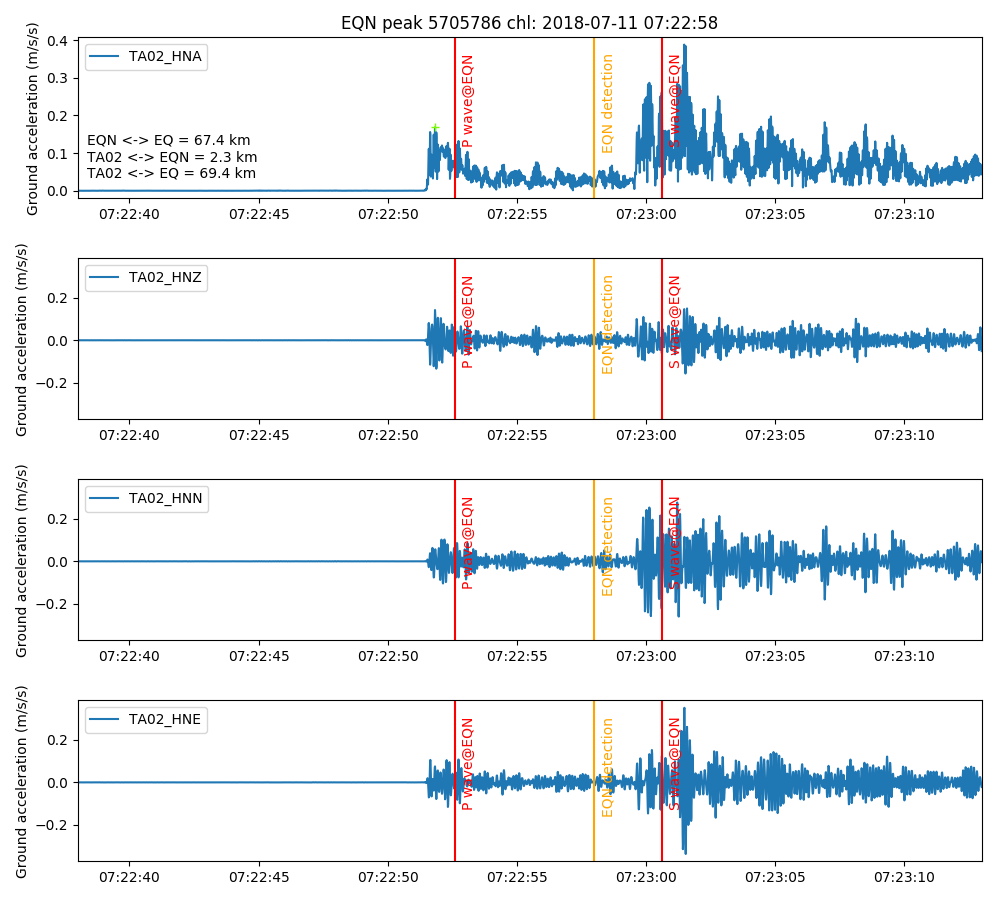 EQN peak 5705786 chl: 2018-07-11 07:22:58
Ground acceleration (m/s/s)
0.4
0.3
0.2
0.1
0.0
TA02_HNA
EQN <-> EQ = 67.4 km
TA02 <-> EQN = 2.3 km
TA02 <-> EQ = 69.4 km
P wave@EQN
EQN detection
S wave@EQN
07:22:40 07:22:45 07:22:50 07:22:55 07:23:00 07:23:05 07:23:10
Ground acceleration (m/s/s)
0.2
0.0
−0.2
TA02_HNZ
P wave@EQN
EQN detection
S wave@EQN
07:22:40 07:22:45 07:22:50 07:22:55 07:23:00 07:23:05 07:23:10
Ground acceleration (m/s/s)
0.2
0.0
−0.2
TA02_HNN
P wave@EQN
EQN detection
S wave@EQN
07:22:40 07:22:45 07:22:50 07:22:55 07:23:00 07:23:05 07:23:10
Ground acceleration (m/s/s)
0.2
0.0
−0.2
TA02_HNE
P wave@EQN
EQN detection
S wave@EQN
07:22:40 07:22:45 07:22:50 07:22:55 07:23:00 07:23:05 07:23:10